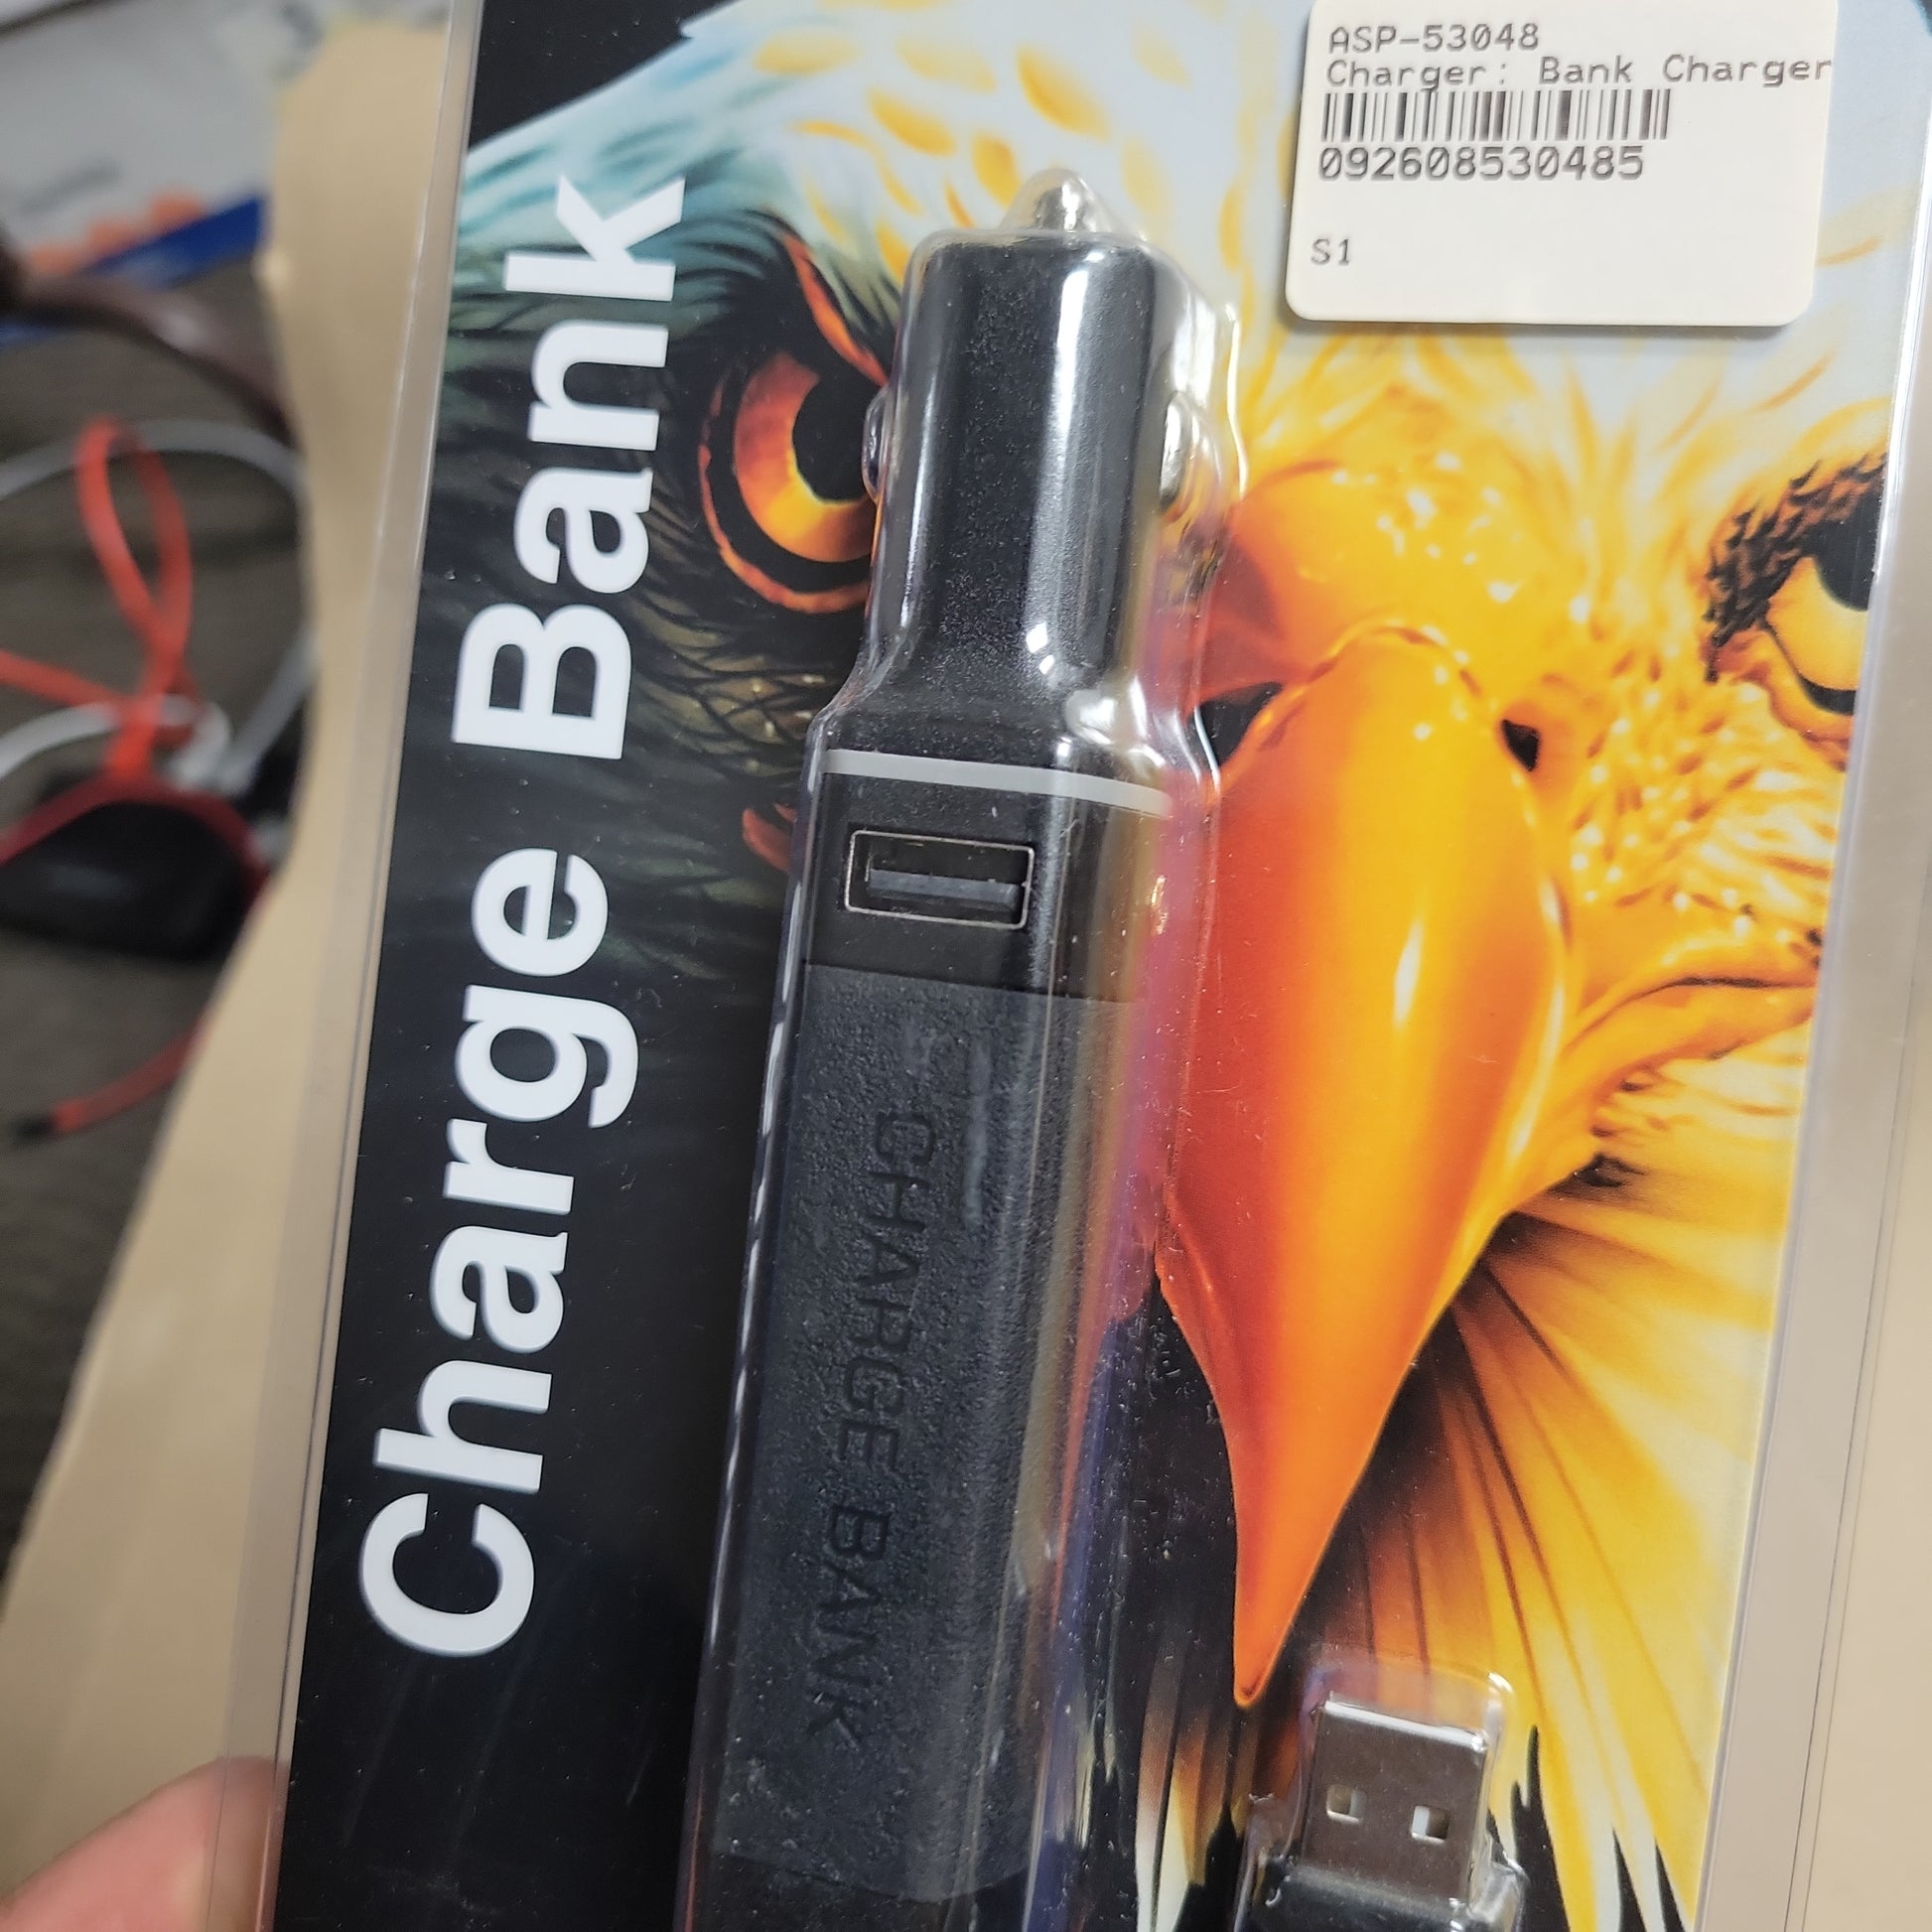 ASP-53048
Charger: Bank Charger
092608530485
S1
Charge Bank
CHARGE BANK